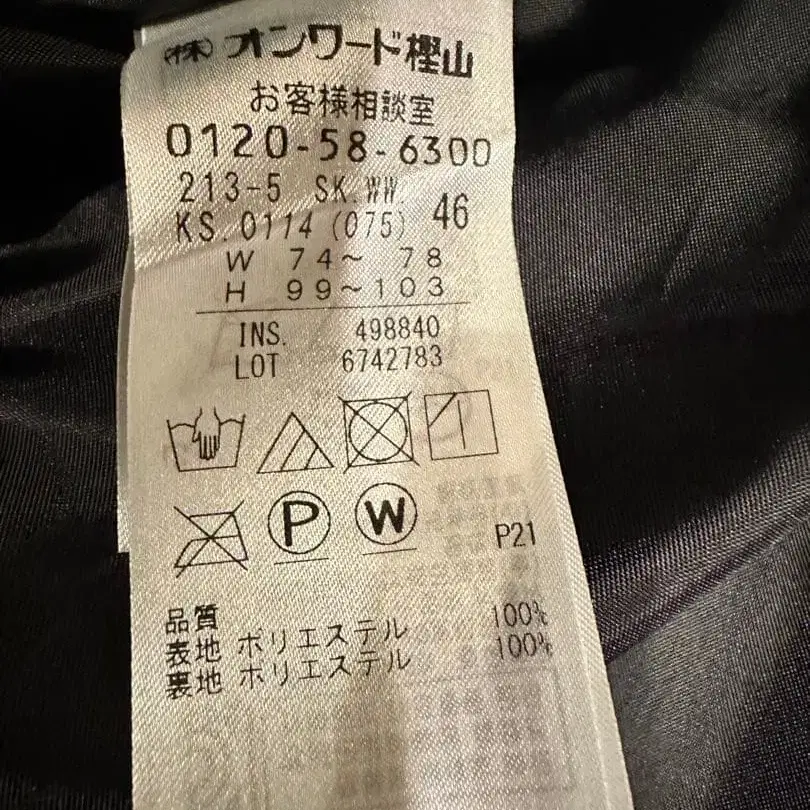 (株)オンワード樫山
お客様相談室
0120-58-6300
213-5 SK.WW.
KS.0114(075) 46
W 74～ 78
H 99～103
INS. 498840
LOT 6742783
P
W
P21
品質
表地 ポリエステル 100%
裏地 ポリエステル 100%